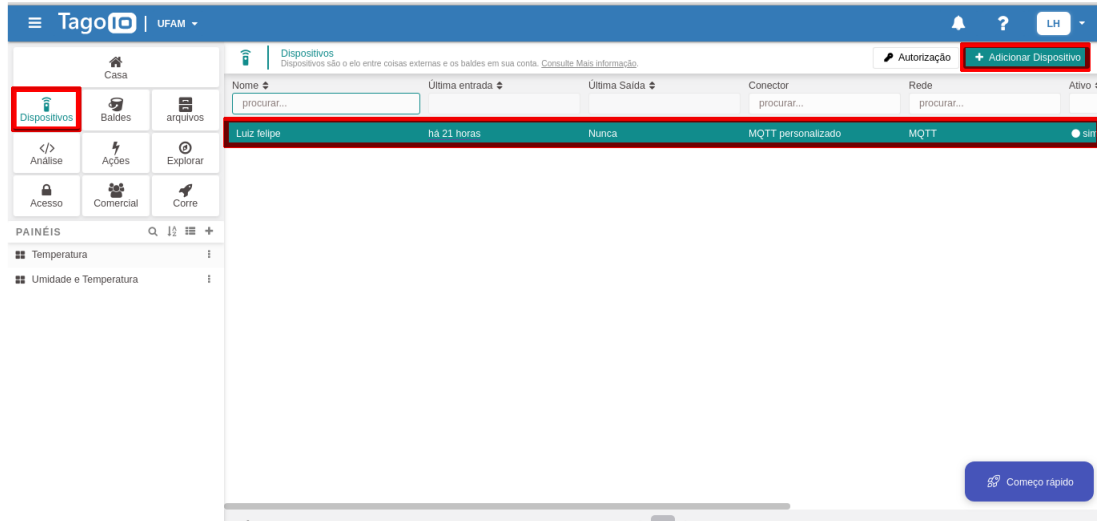 TagoIO | UFAM
? LH
Casa
Dispositivos Baldes arquivos
Análise Ações Explorar
Acesso Comercial Corre
PAINÉIS
Temperatura
Umidade e Temperatura
Dispositivos
Dispositivos são o elo entre coisas externas e os baldes em sua conta. Consulte Mais informação.
Autorização + Adicionar Dispositivo
Nome Última entrada Última Saída Conector Rede Ativo
procurar... procurar... procurar...
Luiz felipe há 21 horas Nunca MQTT personalizado MQTT sim
Começo rápido